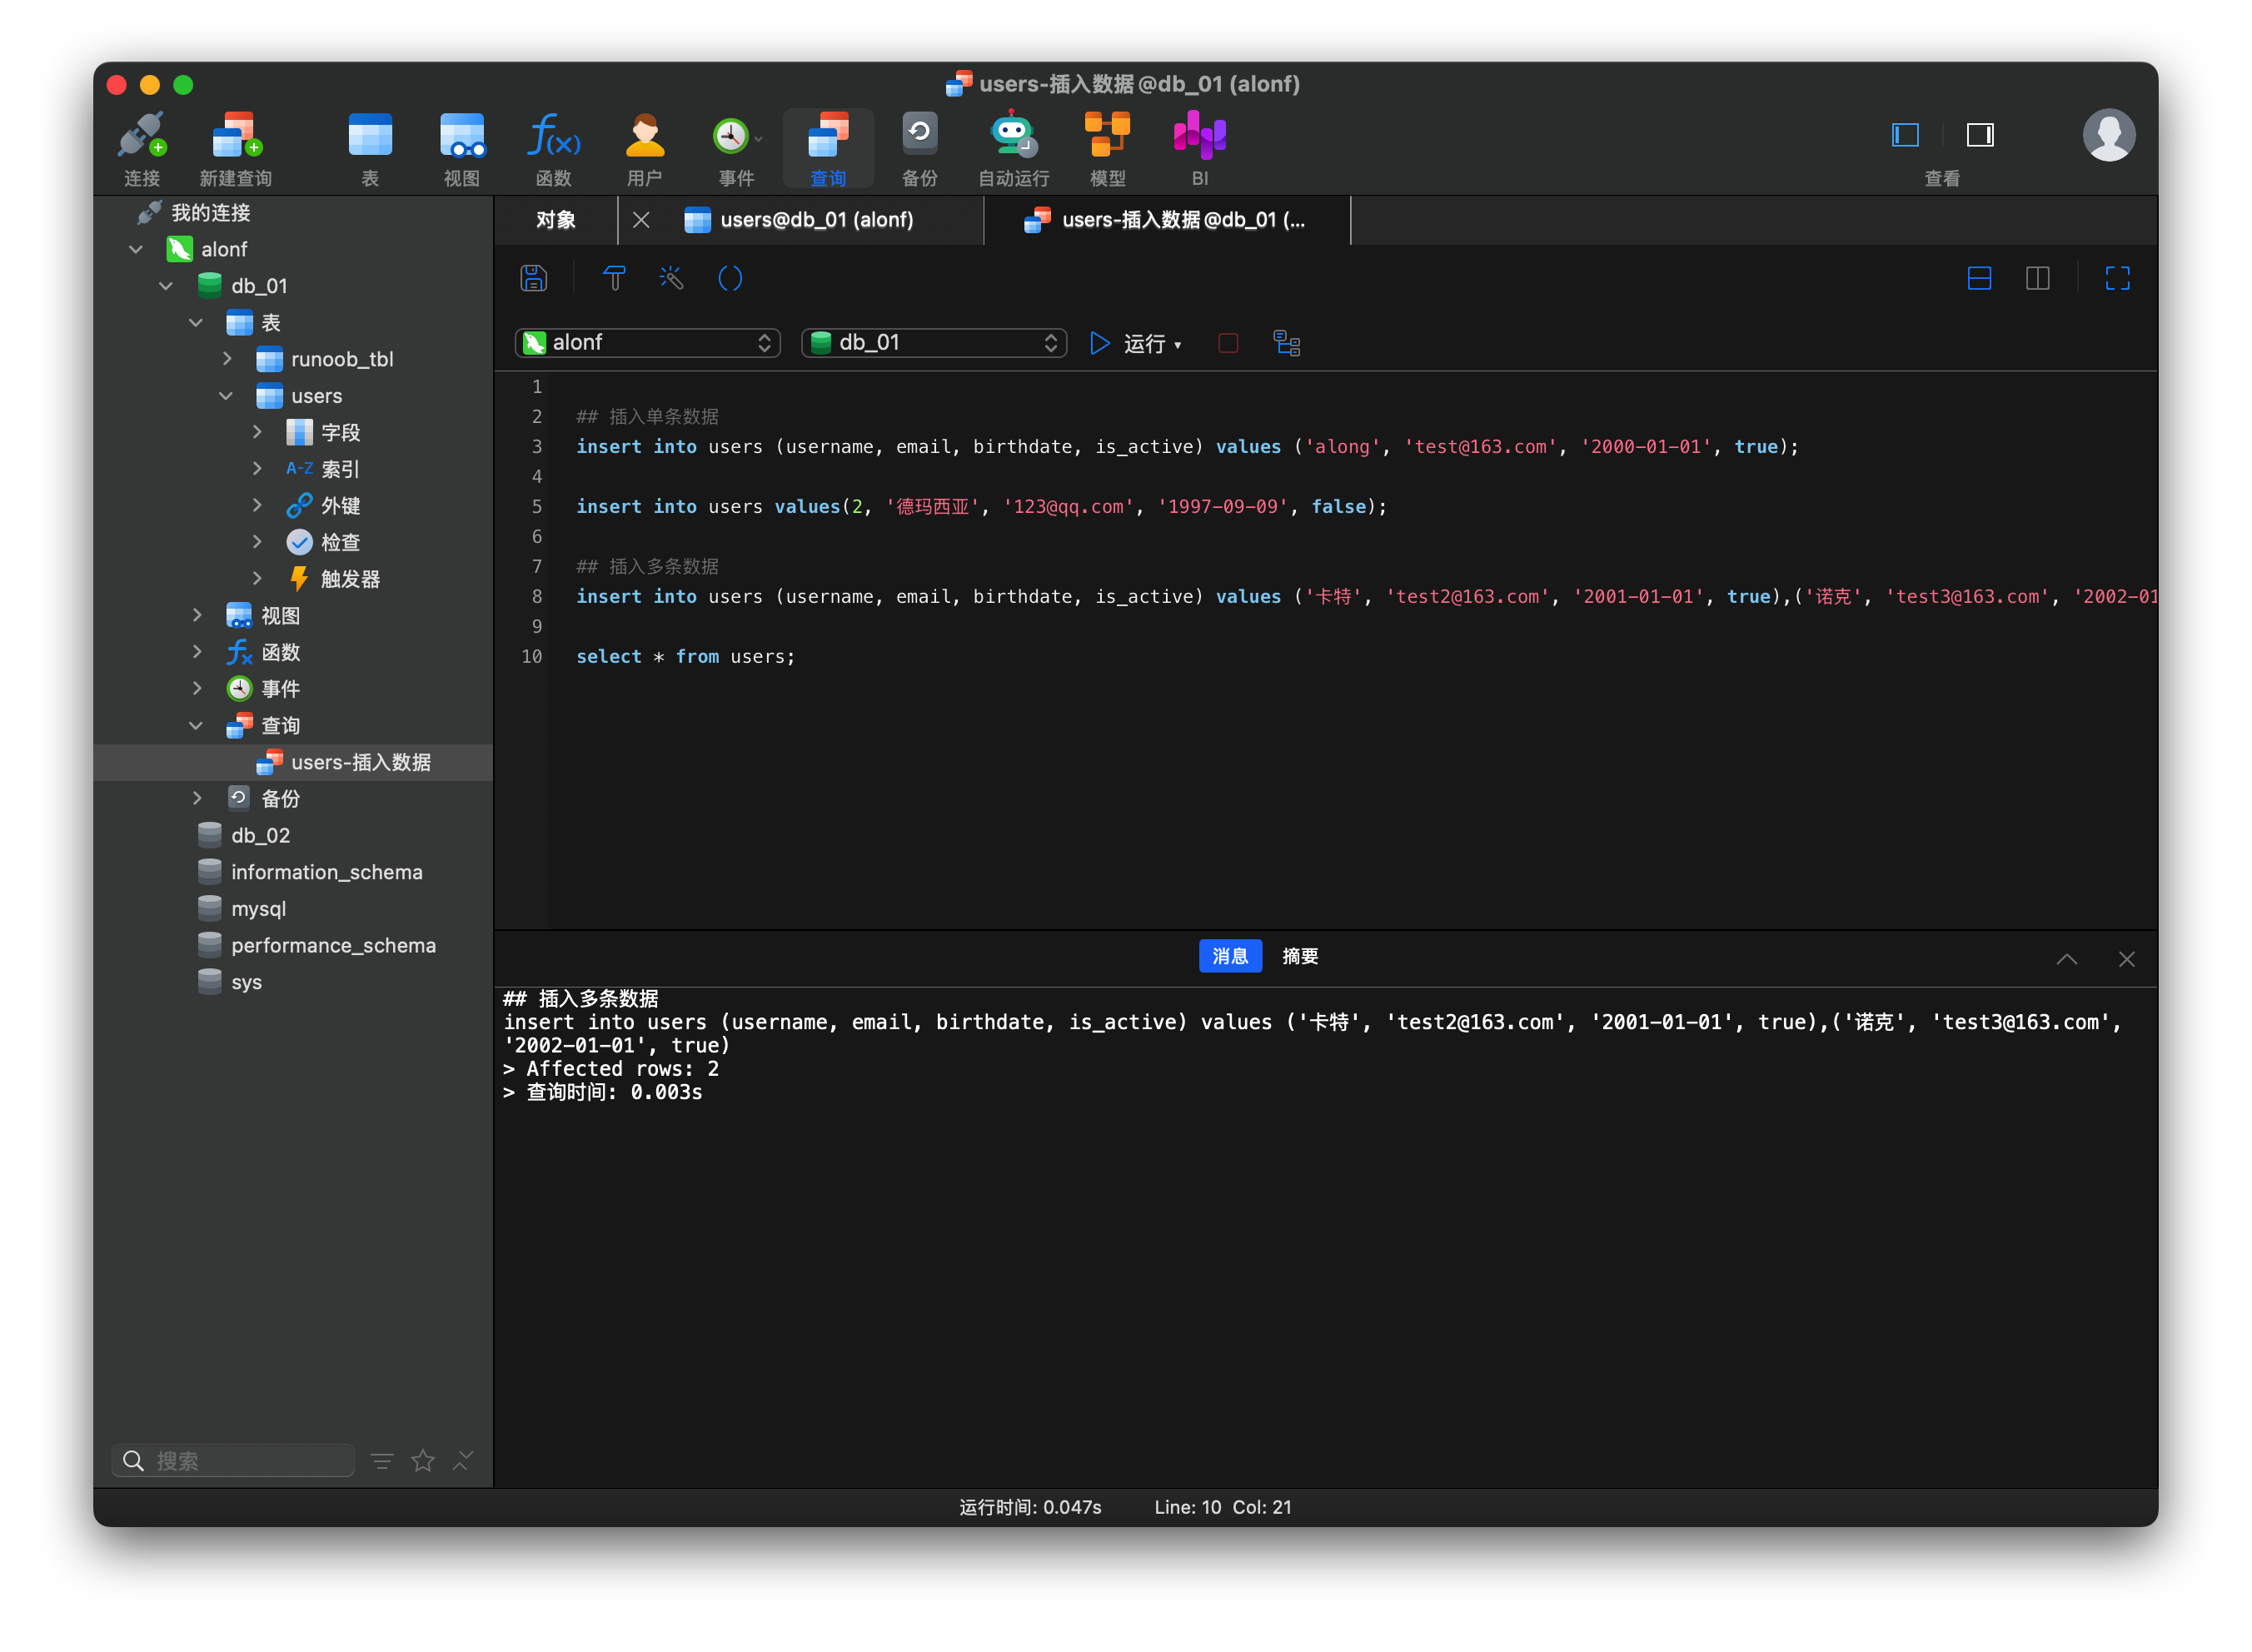 users-插入数据@db_01 (alonf)
连接
新建查询
表
视图
函数
用户
事件
查询
备份
自动运行
模型
BI
查看
我的连接
alonf
db_01
表
runoob_tbl
users
字段
A-Z 索引
外键
检查
触发器
视图
函数
事件
查询
users-插入数据
备份
db_02
information_schema
mysql
performance_schema
sys
搜索
对象
users@db_01 (alonf)
users-插入数据@db_01 (...
alonf
db_01
运行
1
2 ## 插入单条数据
3 insert into users (username, email, birthdate, is_active) values ('along', 'test@163.com', '2000-01-01', true);
4
5 insert into users values(2, '德玛西亚', '123@qq.com', '1997-09-09', false);
6
7 ## 插入多条数据
8 insert into users (username, email, birthdate, is_active) values ('卡特', 'test2@163.com', '2001-01-01', true),('诺克', 'test3@163.com', '2002-01
9
10 select * from users;
消息
摘要
## 插入多条数据
insert into users (username, email, birthdate, is_active) values ('卡特', 'test2@163.com', '2001-01-01', true),('诺克', 'test3@163.com',
'2002-01-01', true)
> Affected rows: 2
> 查询时间: 0.003s
运行时间: 0.047s
Line: 10 Col: 21